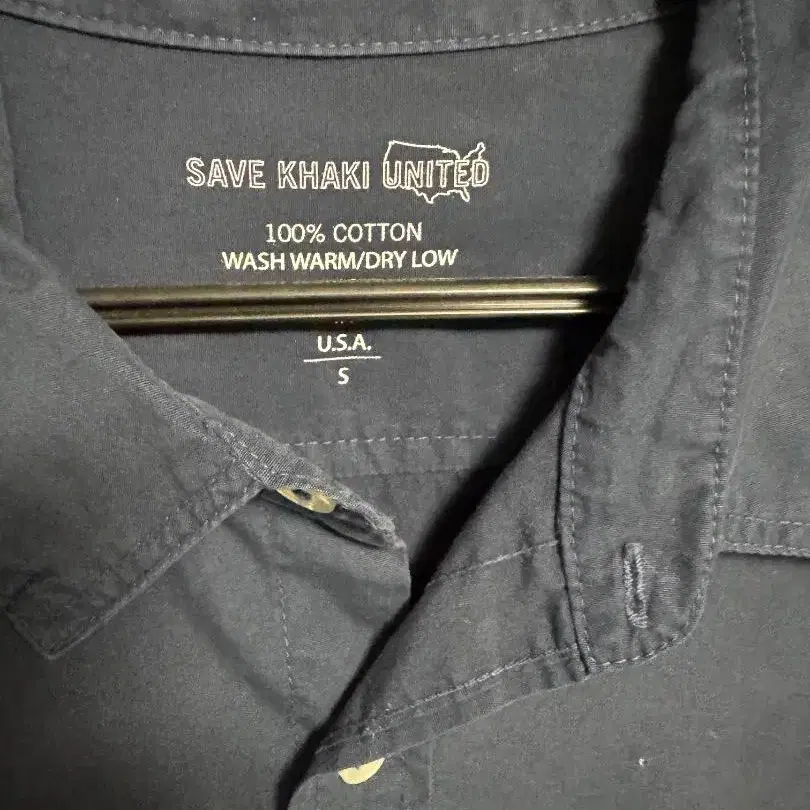 SAVE KHAKI UNITED
100% COTTON
WASH WARM/DRY LOW
U.S.A.
S